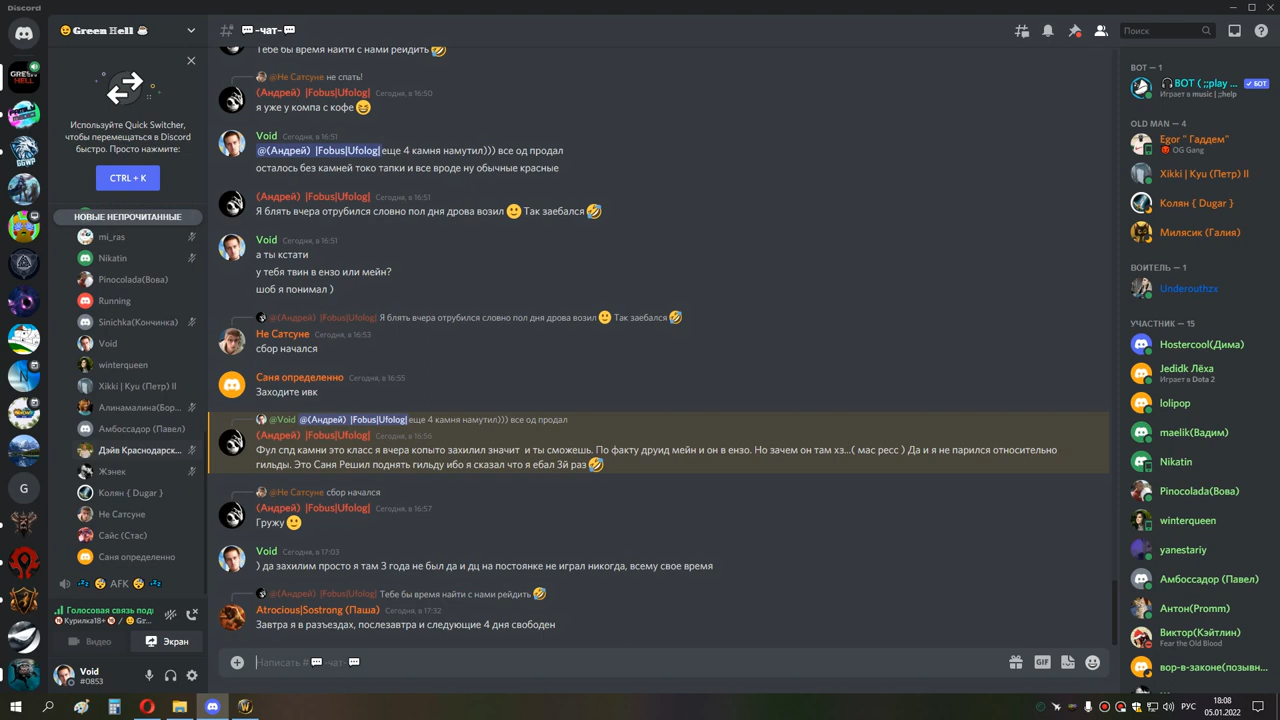 Discord
Green Hell
-чат-
Поиск
Используйте Quick Switcher,
чтобы перемещаться в Discord
быстро. Просто нажмите:
CTRL + K
НОВЫЕ НЕПРОЧИТАННЫЕ
mi_ras
Nikatin
Pinocolada(Вова)
Running
Sinichka(Кончинка)
Void
winterqueen
Xikki | Kyu (Петр) II
Алинамалина(Бор...
Амбоссадор (Павел)
Дэйв Краснодарск...
Жэнек
Колян { Dugar }
Не Сатсуне
Сайс (Стас)
Саня определенно
AFK
Голосовая связь под
Курилка18+ /
Видео
Экран
Void
#0853
Тебе бы время найти с нами рейдить
@Не Сатсуне не спать!
(Андрей) |Fobus|Ufolog| Сегодня, в 16:50
я уже у компа с кофе
Void Сегодня, в 16:51
@(Андрей) |Fobus|Ufolog| еще 4 камня намутил))) все од продал
осталось без камней токо тапки и все вроде ну обычные красные
(Андрей) |Fobus|Ufolog| Сегодня, в 16:51
Я блять вчера отрубился словно пол дня дрова возил Так заебался
Void Сегодня, в 16:51
а ты кстати
у тебя твин в ензо или мейн?
шоб я понимал )
@(Андрей) |Fobus|Ufolog| Я блять вчера отрубился словно пол дня дрова возил Так заебался
Не Сатсуне Сегодня, в 16:53
сбор начался
Саня определенно Сегодня, в 16:55
Заходите ивк
@Void @(Андрей) |Fobus|Ufolog| еще 4 камня намутил))) все од продал
(Андрей) |Fobus|Ufolog| Сегодня, в 16:56
Фул спд камни это класс я вчера копыто захилил значит и ты сможешь. По факту друид мейн и он в ензо. Но зачем он там хз...( мас ресс ) Да и я не парился относительно
гильды. Это Саня Решил поднять гильду ибо я сказал что я ебал 3й раз
@Не Сатсуне сбор начался
(Андрей) |Fobus|Ufolog| Сегодня, в 16:57
Гружу
Void Сегодня, в 17:03
) да захилим просто я там 3 года не был да и дц на постоянке не играл никогда, всему свое время
@(Андрей) |Fobus|Ufolog| Тебе бы время найти с нами рейдить
Atrocious|Sostrong (Паша) Сегодня, в 17:32
Завтра я в разъездах, послезавтра и следующие 4 дня свободен
Написать # -чат-
GIF
БОТ — 1
BOT ( ;;play ... БОТ
Играет в music | ;;help
OLD MAN — 4
Egor " Гаддем"
OG Gang
Xikki | Kyu (Петр) II
Колян { Dugar }
Милясик (Галия)
ВОИТЕЛЬ — 1
Underouthzx
УЧАСТНИК — 15
Hostercool(Дима)
Jedidk Лёха
Играет в Dota 2
lolipop
maelik(Вадим)
Nikatin
Pinocolada(Вова)
winterqueen
yanestariy
Амбоссадор (Павел)
Антон(Promm)
Виктор(Кэйтлин)
Fear the Old Blood
вор-в-законе(позывн...
G
РУС
18:08
05.01.2022